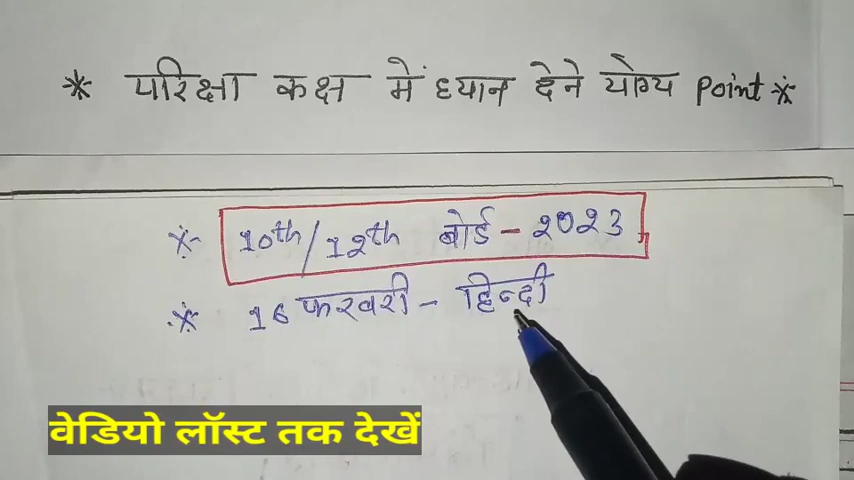 * परिक्षा कक्ष में ध्यान देने योग्य Point *
* 10th/12th बोर्ड - 2023
* 16 फरवरी - हिन्दी
वेडियो लॉस्ट तक देखें